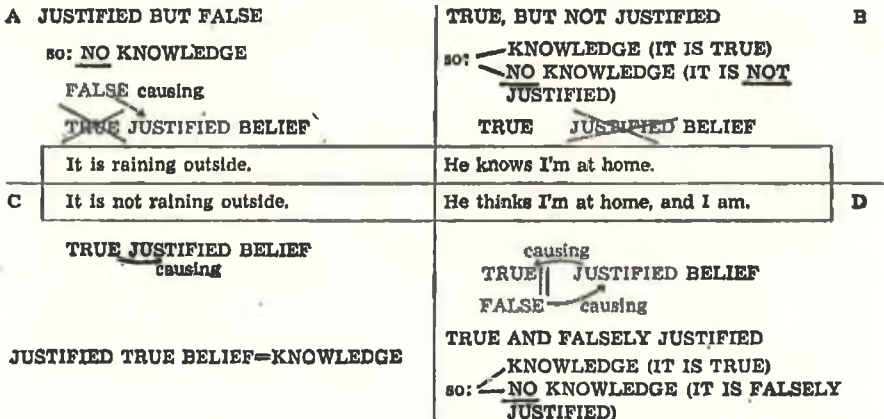 A JUSTIFIED BUT FALSE
so: NO KNOWLEDGE
FALSE causing
TRUE JUSTIFIED BELIEF
It is raining outside.
TRUE, BUT NOT JUSTIFIED B
so: KNOWLEDGE (IT IS TRUE)
NO KNOWLEDGE (IT IS NOT
JUSTIFIED)
TRUE JUSTIFIED BELIEF
He knows I'm at home.
C It is not raining outside.
TRUE JUSTIFIED BELIEF
causing
JUSTIFIED TRUE BELIEF=KNOWLEDGE
He thinks I'm at home, and I am. D
causing
TRUE JUSTIFIED BELIEF
FALSE causing
TRUE AND FALSELY JUSTIFIED
KNOWLEDGE (IT IS TRUE)
so: NO KNOWLEDGE (IT IS FALSELY
JUSTIFIED)